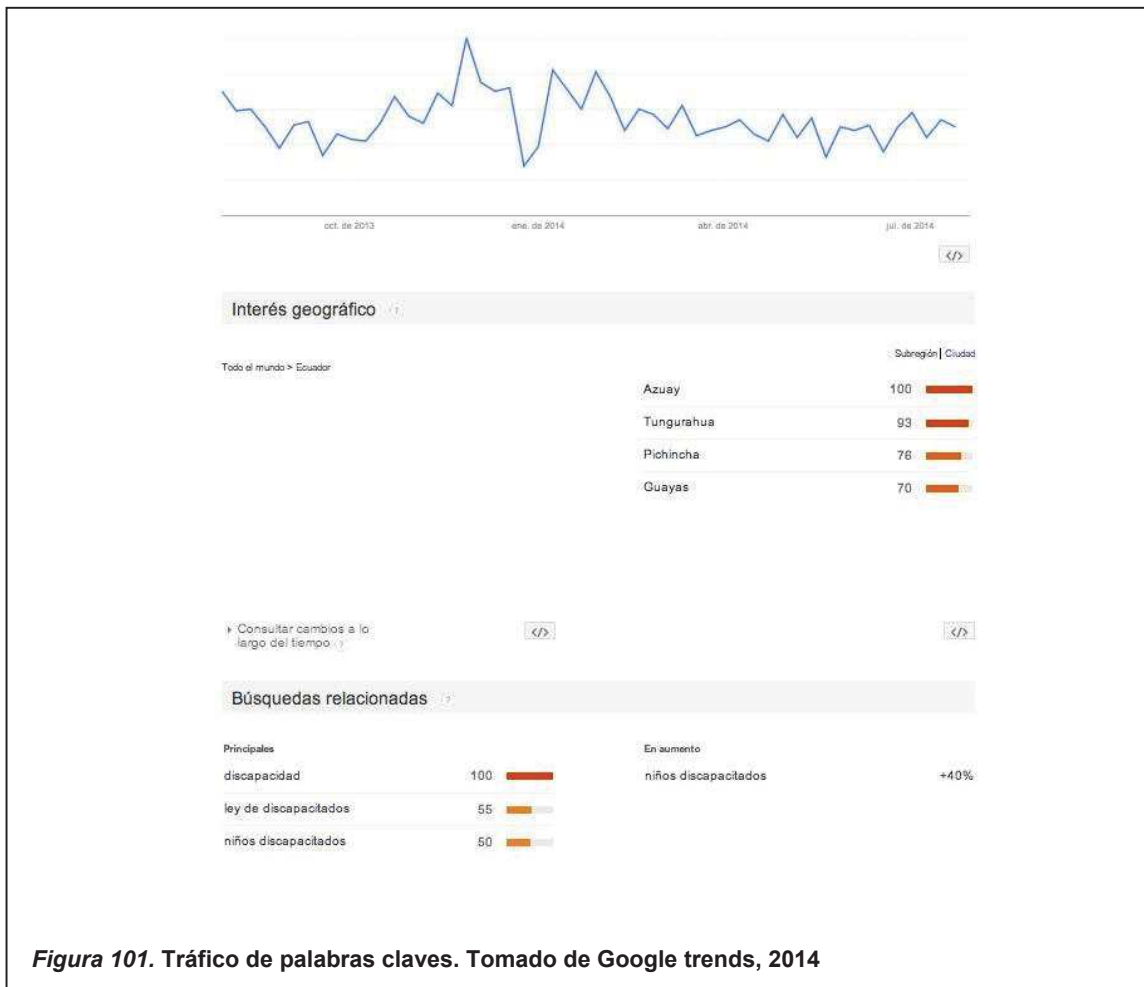 oct. de 2013 ene. de 2014 abr. de 2014 jul. de 2014
</>
Interés geográfico ?
Subregión | Ciudad
Todo el mundo > Ecuador
Azuay 100
Tungurahua 93
Pichincha 76
Guayas 70
Consultar cambios a lo
largo del tiempo ?
</>
</>
Búsquedas relacionadas ?
Principales
discapacidad 100
ley de discapacitados 55
niños discapacitados 50
En aumento
niños discapacitados +40%
Figura 101. Tráfico de palabras claves. Tomado de Google trends, 2014